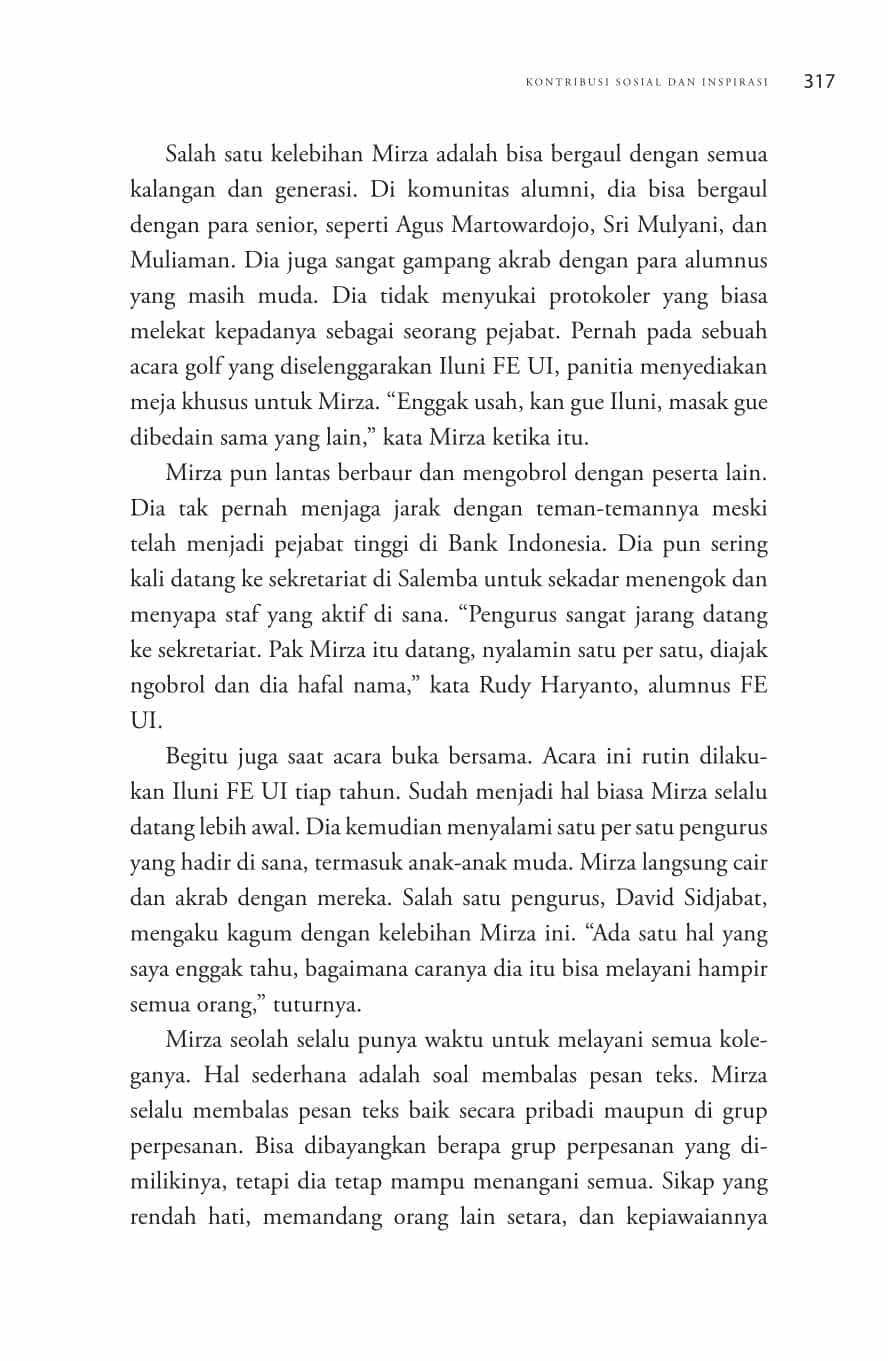 KONTRIBUSI SOSIAL DAN INSPIRASI 317
Salah satu kelebihan Mirza adalah bisa bergaul dengan semua
kalangan dan generasi. Di komunitas alumni, dia bisa bergaul
dengan para senior, seperti Agus Martowardojo, Sri Mulyani, dan
Muliaman. Dia juga sangat gampang akrab dengan para alumnus
yang masih muda. Dia tidak menyukai protokoler yang biasa
melekat kepadanya sebagai seorang pejabat. Pernah pada sebuah
acara golf yang diselenggarakan Iluni FE UI, panitia menyediakan
meja khusus untuk Mirza. “Enggak usah, kan gue Iluni, masak gue
dibedain sama yang lain,” kata Mirza ketika itu.
Mirza pun lantas berbaur dan mengobrol dengan peserta lain.
Dia tak pernah menjaga jarak dengan teman-temannya meski
telah menjadi pejabat tinggi di Bank Indonesia. Dia pun sering
kali datang ke sekretariat di Salemba untuk sekadar menengok dan
menyapa staf yang aktif di sana. “Pengurus sangat jarang datang
ke sekretariat. Pak Mirza itu datang, nyalamin satu per satu, diajak
ngobrol dan dia hafal nama,” kata Rudy Haryanto, alumnus FE
UI.
Begitu juga saat acara buka bersama. Acara ini rutin dilaku-
kan Iluni FE UI tiap tahun. Sudah menjadi hal biasa Mirza selalu
datang lebih awal. Dia kemudian menyalami satu per satu pengurus
yang hadir di sana, termasuk anak-anak muda. Mirza langsung cair
dan akrab dengan mereka. Salah satu pengurus, David Sidjabat,
mengaku kagum dengan kelebihan Mirza ini. “Ada satu hal yang
saya enggak tahu, bagaimana caranya dia itu bisa melayani hampir
semua orang,” tuturnya.
Mirza seolah selalu punya waktu untuk melayani semua kole-
ganya. Hal sederhana adalah soal membalas pesan teks. Mirza
selalu membalas pesan teks baik secara pribadi maupun di grup
perpesanan. Bisa dibayangkan berapa grup perpesanan yang di-
milikinya, tetapi dia tetap mampu menangani semua. Sikap yang
rendah hati, memandang orang lain setara, dan kepiawaiannya